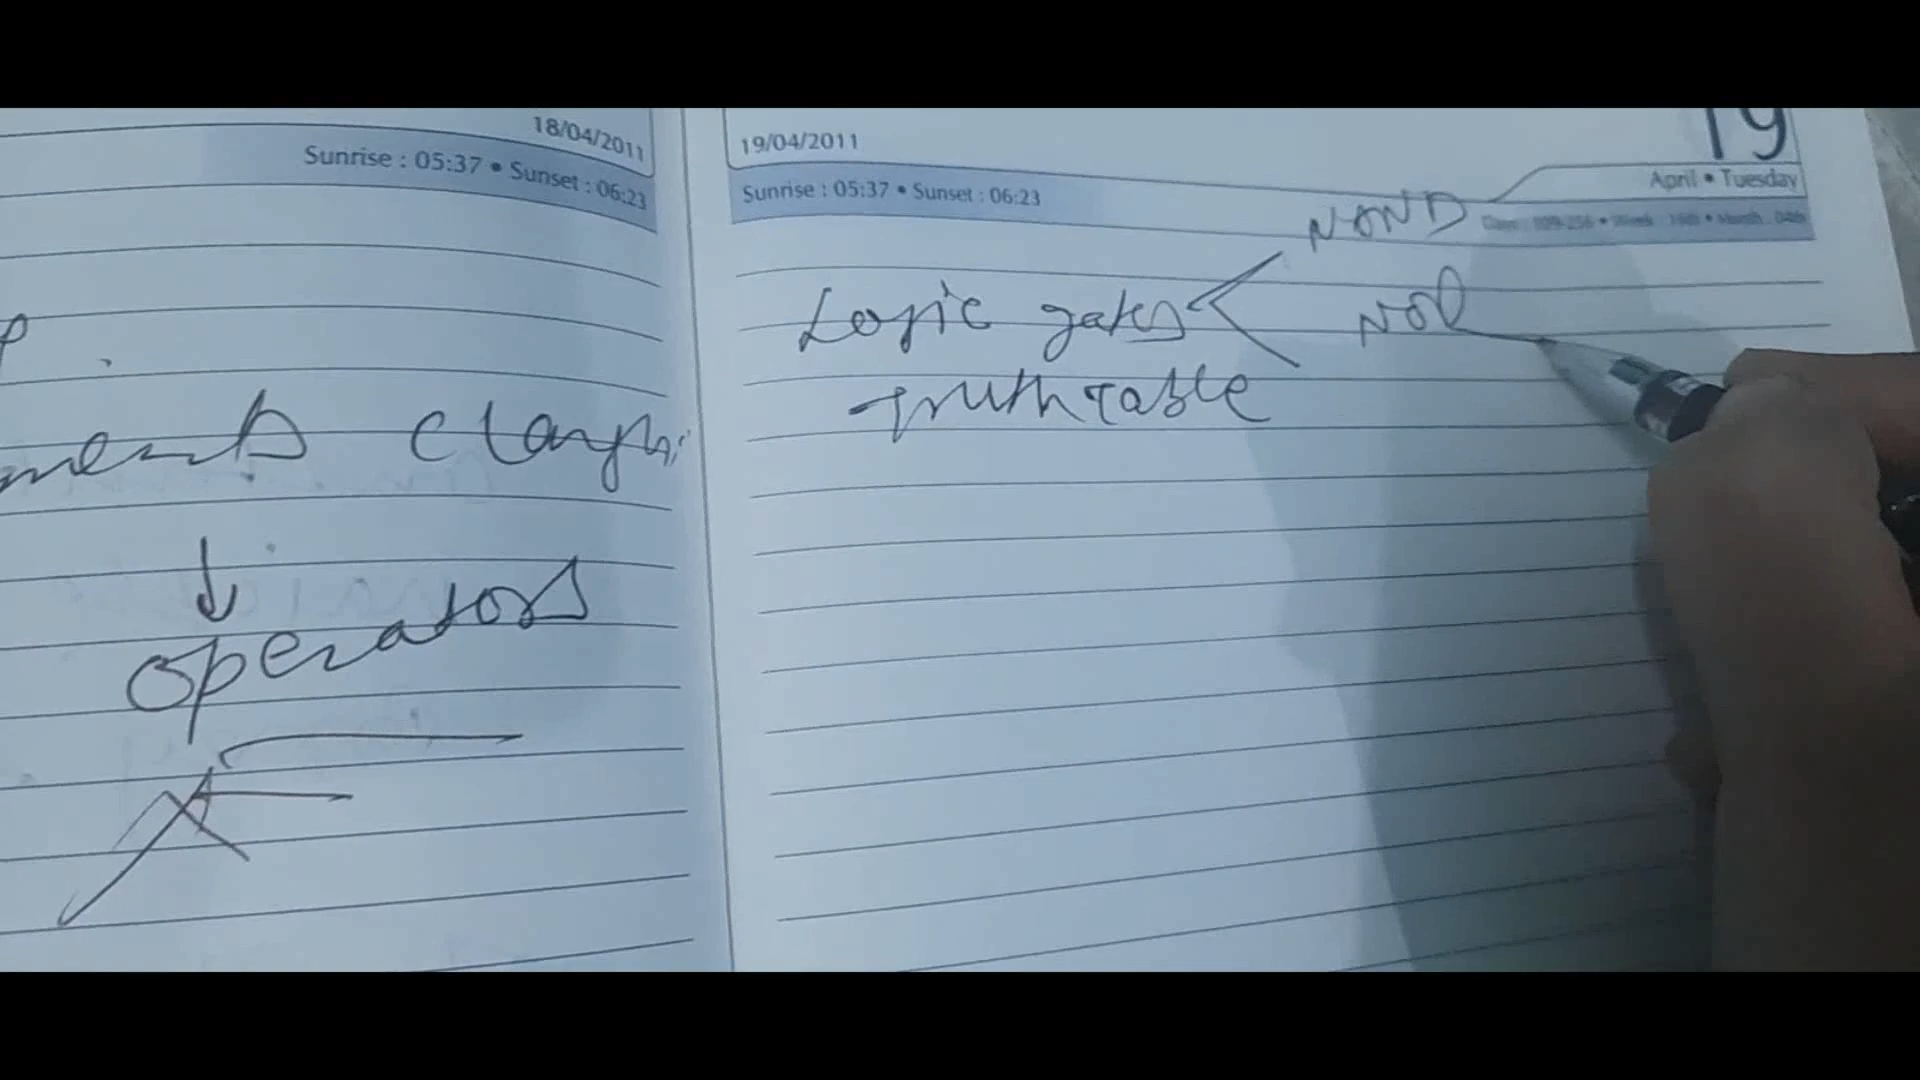 18/04/2011
Sunrise : 05:37 • Sunset : 06:23
operators
19/04/2011
19
April • Tuesday
Sunrise : 05:37 • Sunset : 06:23
NAND
Logic gates
NOR
Truth Table